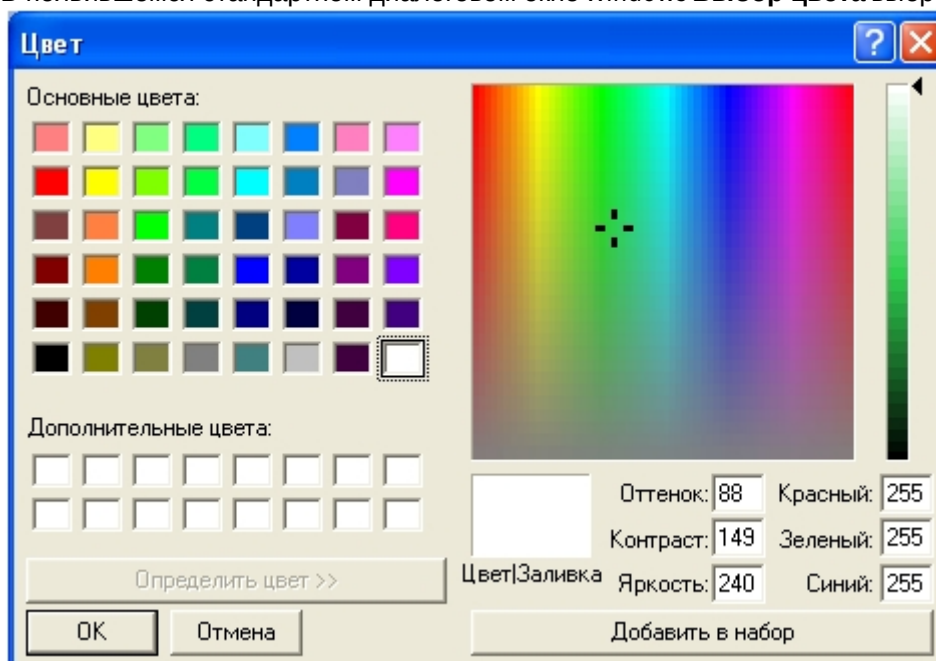 Цвет
Основные цвета:
Дополнительные цвета:
Определить цвет >>
OK
Отмена
Цвет|Заливка
Оттенок: 88
Контраст: 149
Яркость: 240
Красный: 255
Зеленый: 255
Синий: 255
Добавить в набор